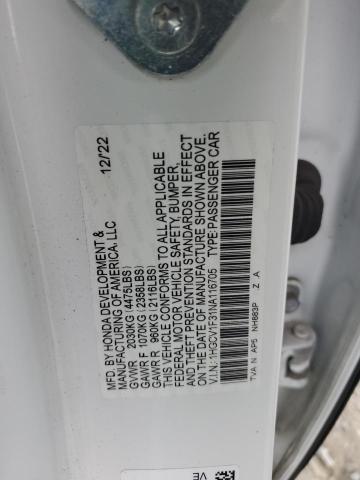 MFD. BY HONDA DEVELOPMENT & 12/'22
MANUFACTURING OF AMERICA, LLC
GVWR 2030KG (4475LBS)
GAWR F 1070KG (2358LBS)
GAWR R 960KG (2116LBS)
THIS VEHICLE CONFORMS TO ALL APPLICABLE
FEDERAL MOTOR VEHICLE SAFETY BUMPER,
& THEFT PREVENTION STANDARDS IN EFFECT
ON THE DATE OF MANUFACTURE SHOWN ABOVE.
V.I.N.: 1HGCV1F31NA116705 TYPE: PASSENGER CAR
TVA N AP5 NH883P Z A
VE